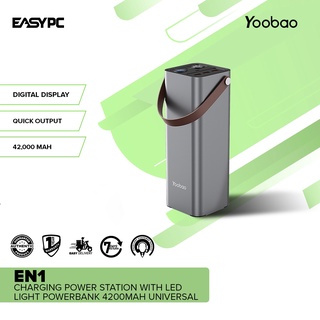 EASYPC
Yoobao
DIGITAL DISPLAY
QUICK OUTPUT
42,000 MAH
Yoobao
EN1
CHARGING POWER STATION WITH LED
LIGHT POWERBANK 4200MAH UNIVERSAL